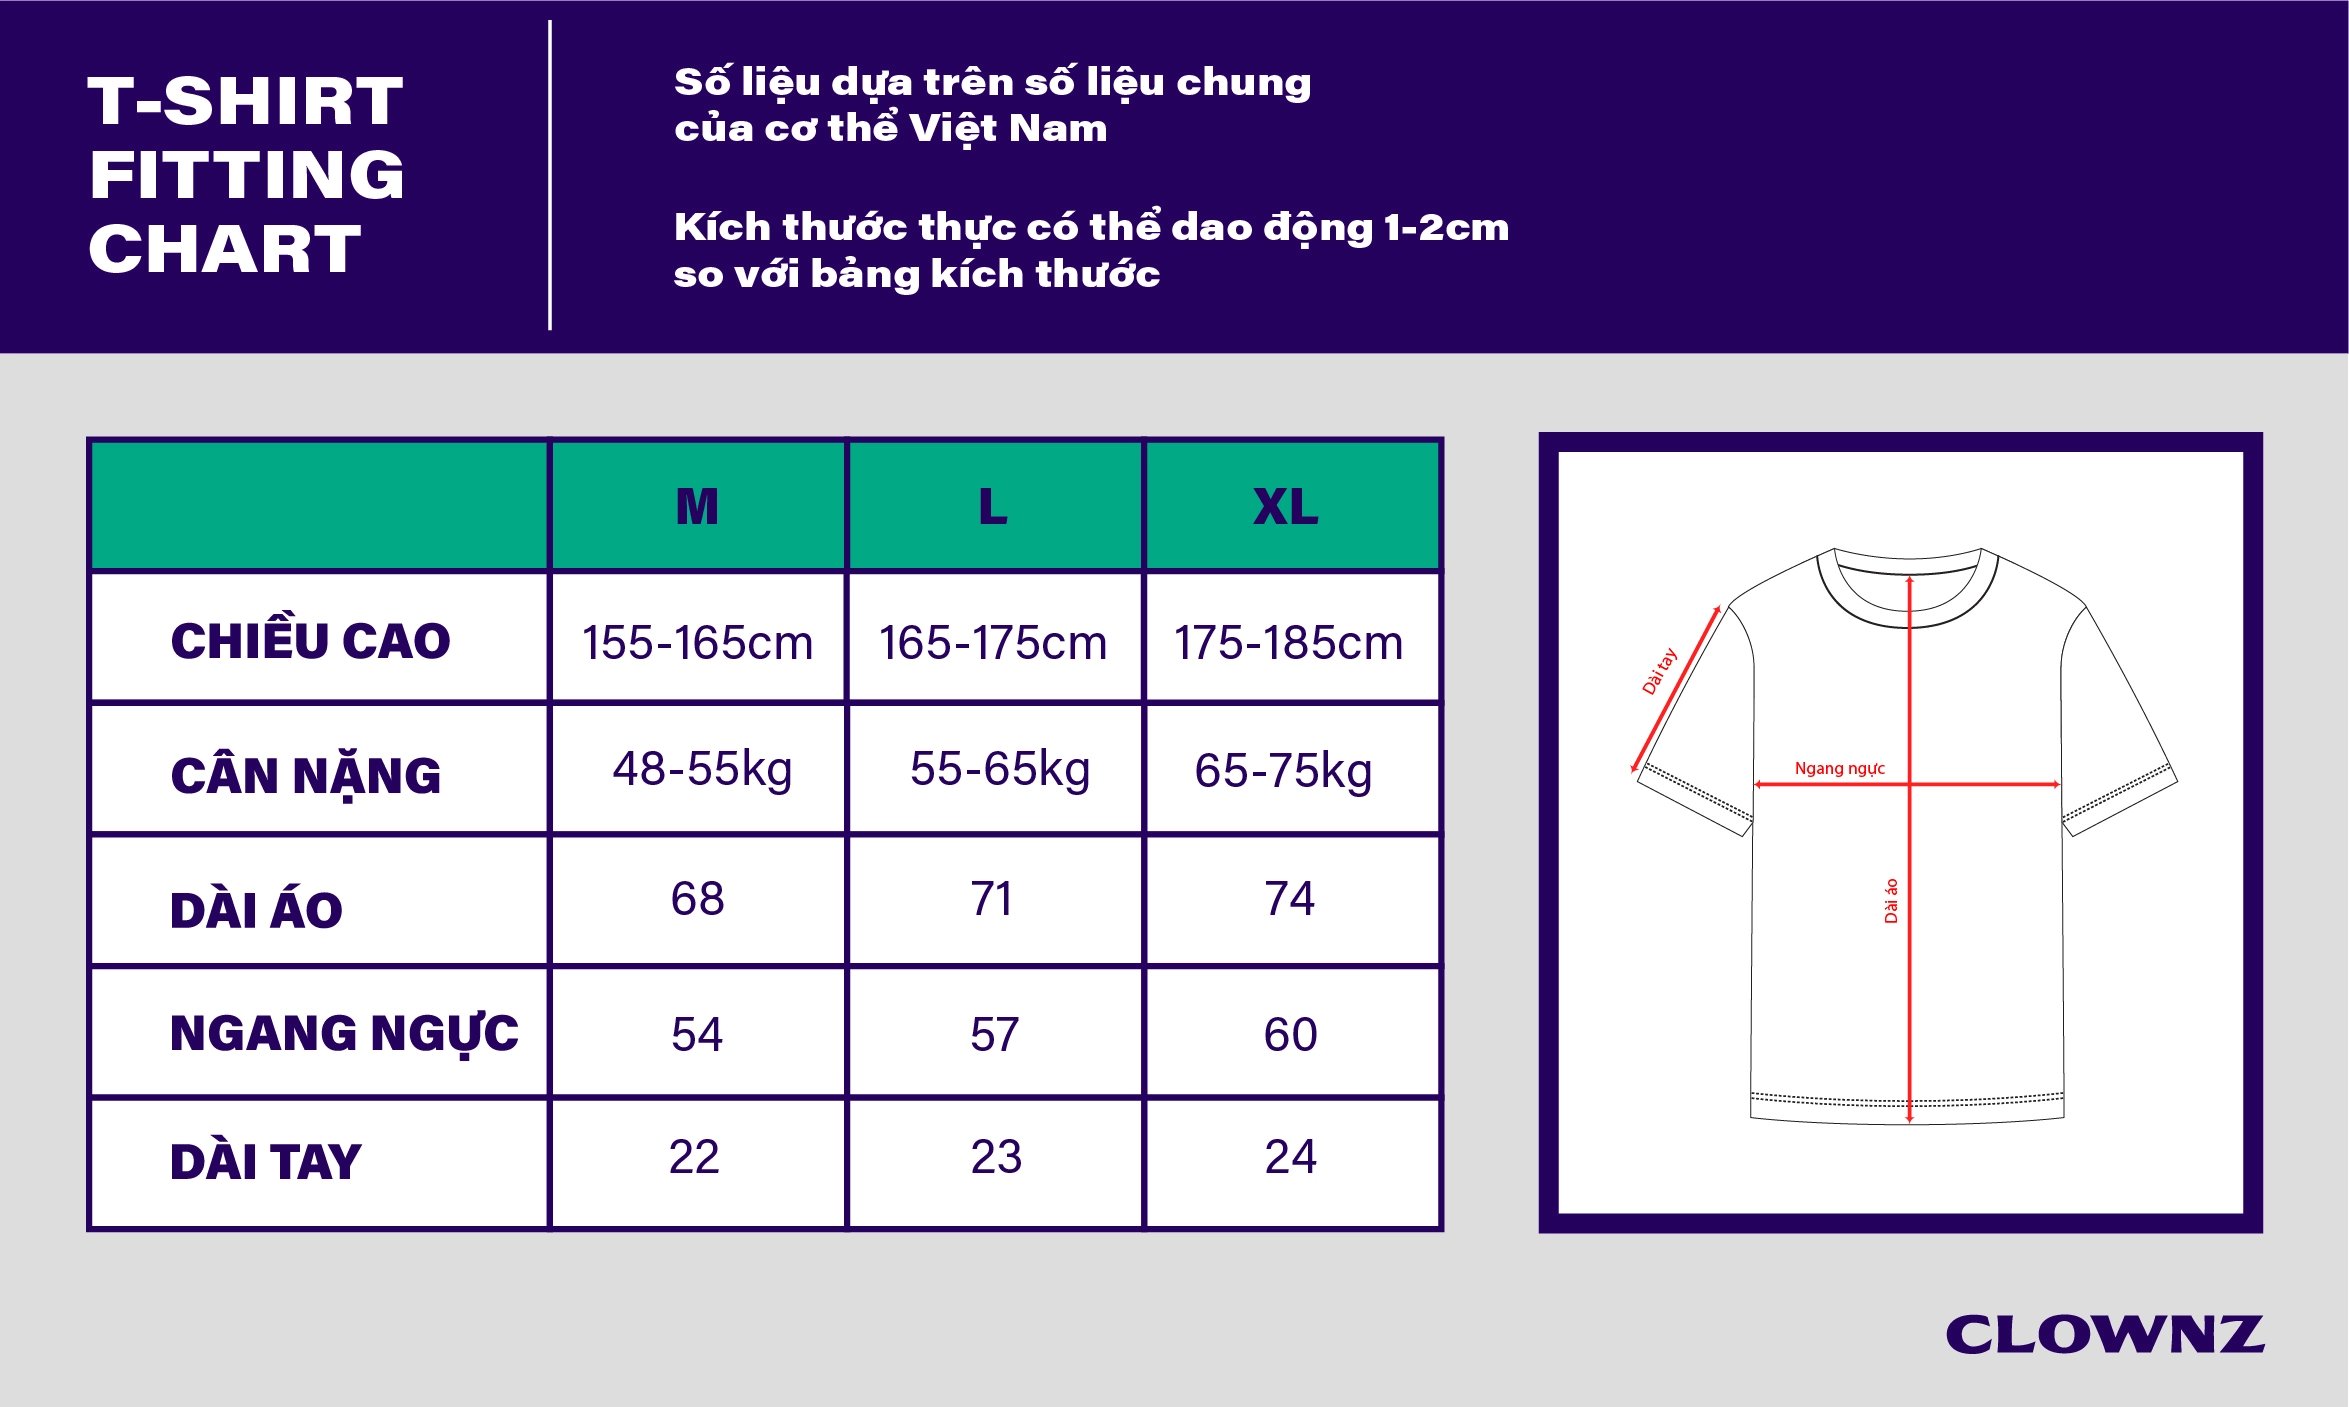 T-SHIRT
FITTING
CHART
Số liệu dựa trên số liệu chung
của cơ thể Việt Nam
Kích thước thực có thể dao động 1-2cm
so với bảng kích thước
M L XL
CHIỀU CAO 155-165cm 165-175cm 175-185cm
CÂN NẶNG 48-55kg 55-65kg 65-75kg
DÀI ÁO 68 71 74
NGANG NGỰC 54 57 60
DÀI TAY 22 23 24
Dài tay
Ngang ngực
Dài áo
CLOWNZ